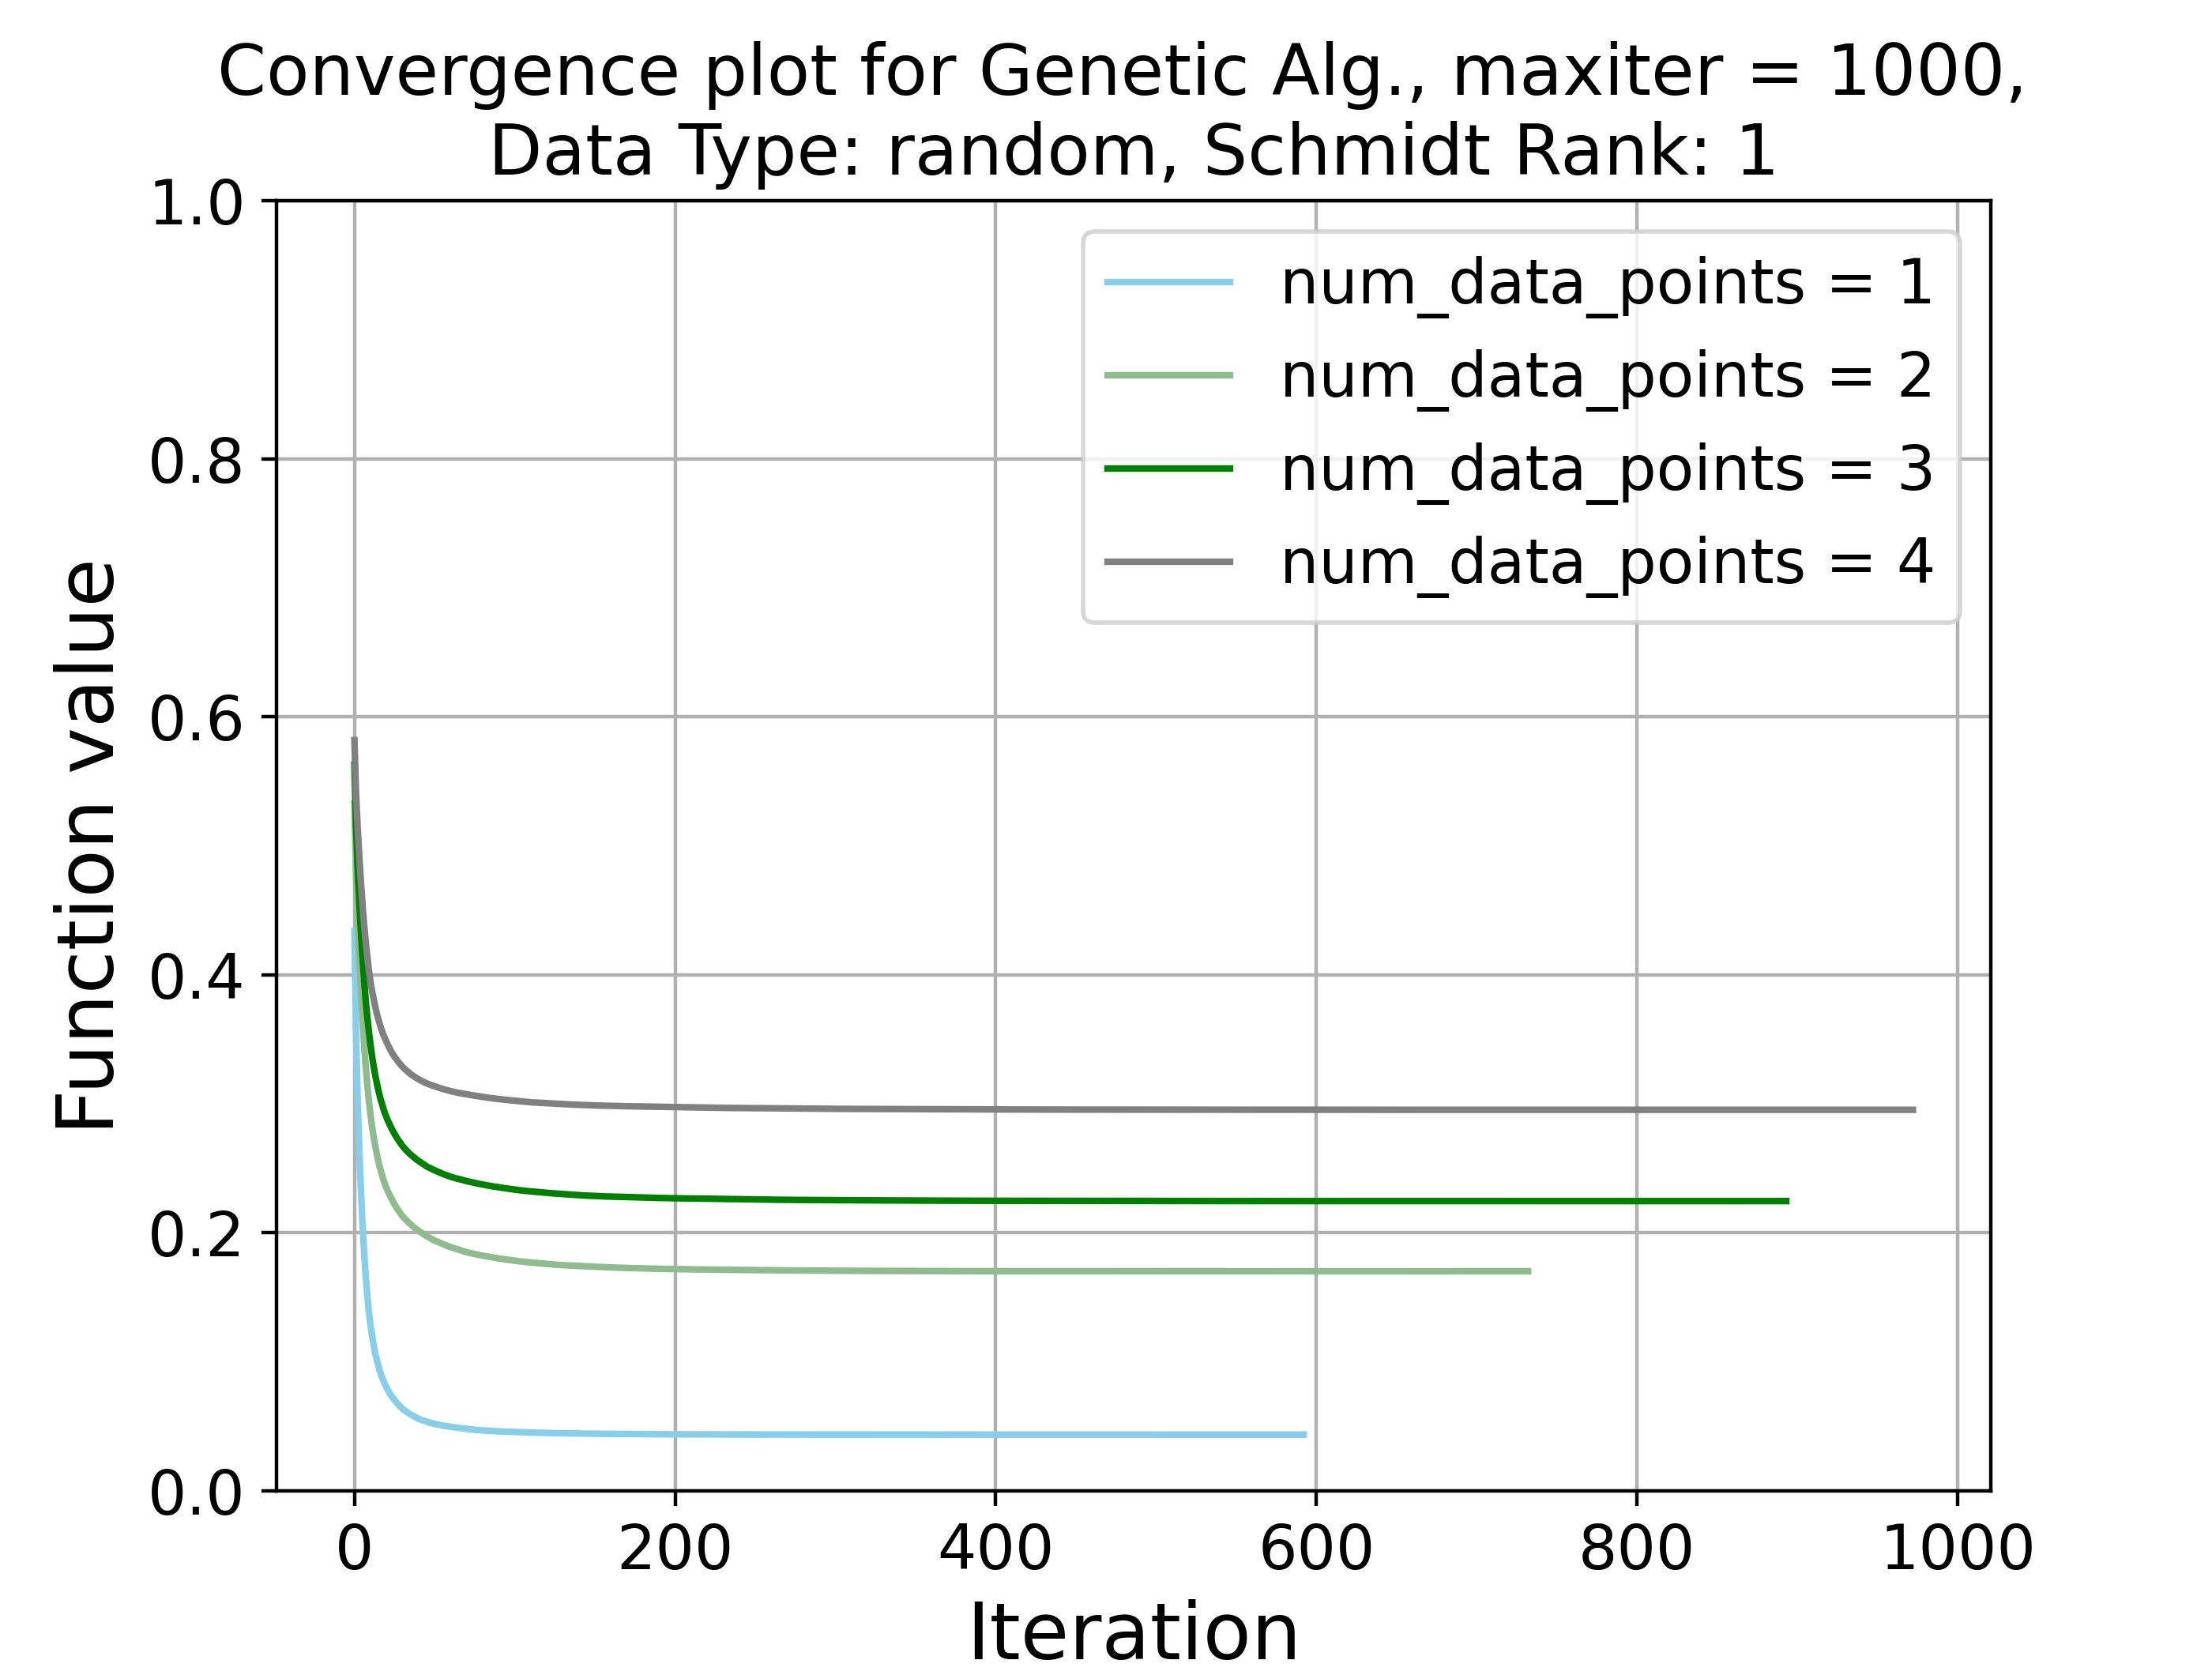 Convergence plot for Genetic Alg., maxiter = 1000,
Data Type: random, Schmidt Rank: 1
1.0
0.8
0.6
0.4
0.2
0.0
Function value
num_data_points = 1
num_data_points = 2
num_data_points = 3
num_data_points = 4
0 200 400 600 800 1000
Iteration